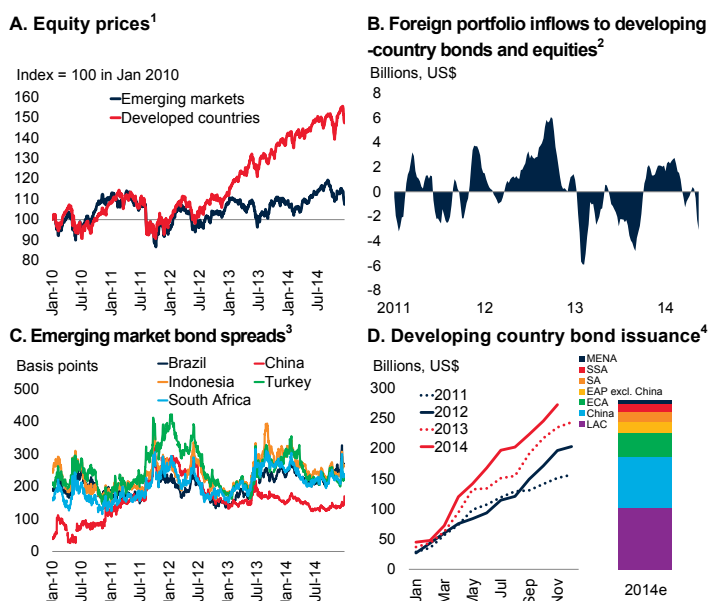 A. Equity prices¹
Index = 100 in Jan 2010
160
150
140
130
120
110
100
90
80
Emerging markets
Developed countries
Jan-10
Jul-10
Jan-11
Jul-11
Jan-12
Jul-12
Jan-13
Jul-13
Jan-14
Jul-14
B. Foreign portfolio inflows to developing
-country bonds and equities²
Billions, US$
8
6
4
2
0
-2
-4
-6
-8
2011
12
13
14
C. Emerging market bond spreads³
Basis points
Brazil
China
Indonesia
Turkey
South Africa
500
400
300
200
100
0
Jan-10
Jul-10
Jan-11
Jul-11
Jan-12
Jul-12
Jan-13
Jul-13
Jan-14
Jul-14
D. Developing country bond issuance⁴
Billions, US$
300
250
200
150
100
50
0
2011
2012
2013
2014
Jan
Mar
May
Jul
Sep
Nov
MENA
SSA
SA
EAP excl. China
ECA
China
LAC
2014e